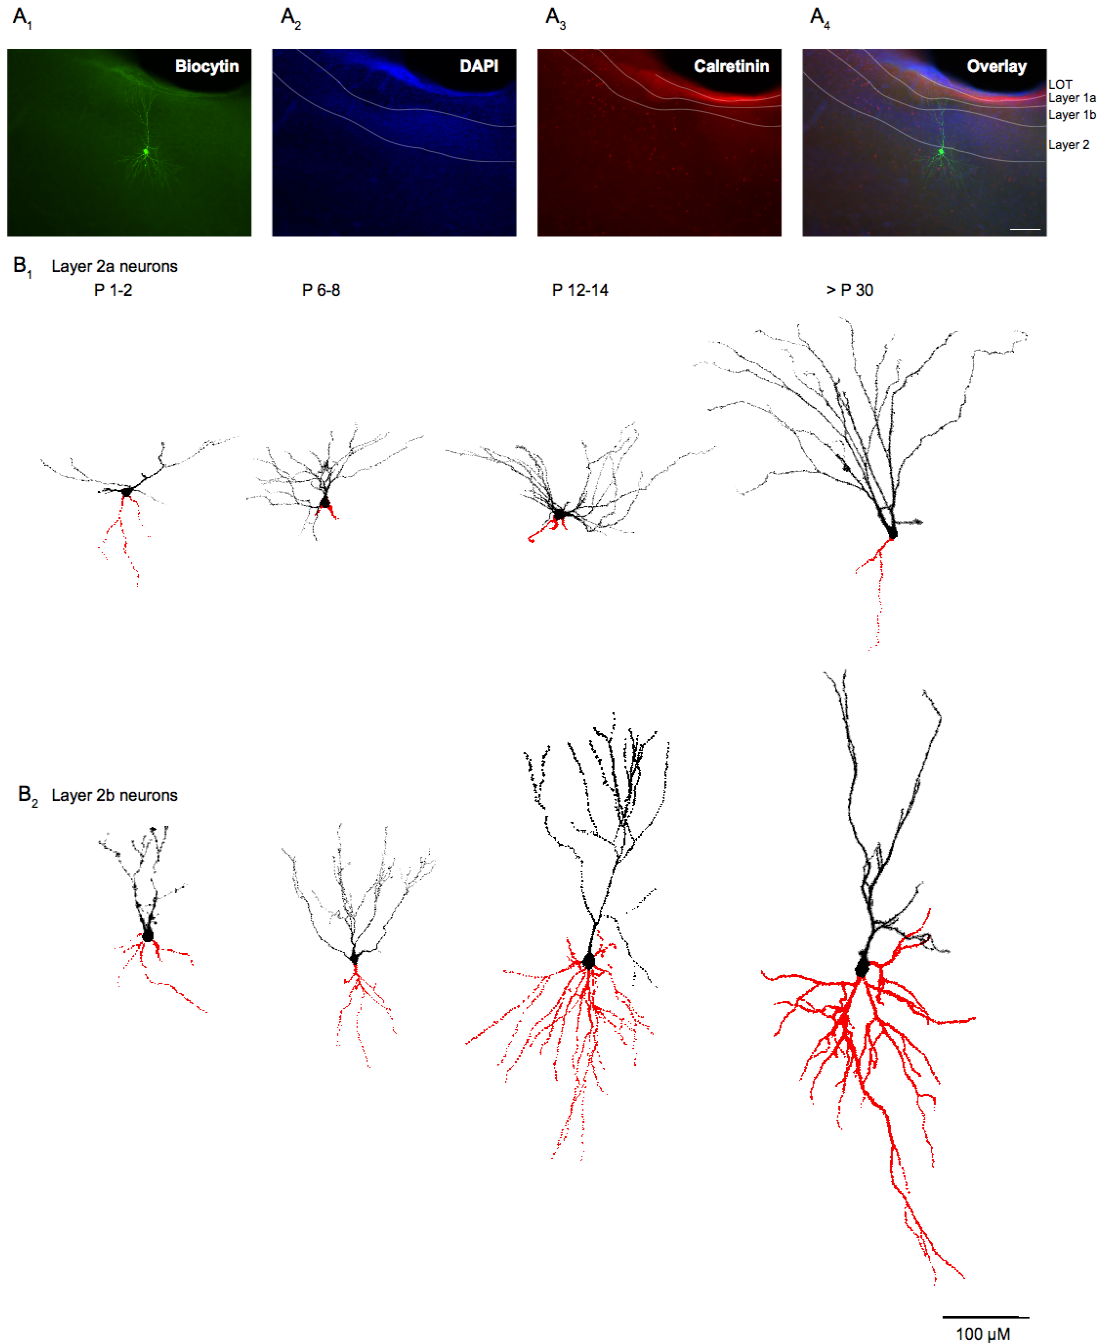 A1 A2 A3 A4
Biocytin DAPI Calretinin Overlay
LOT
Layer 1a
Layer 1b
Layer 2
B1 Layer 2a neurons
P 1-2 P 6-8 P 12-14 > P 30
B2 Layer 2b neurons
100 µM